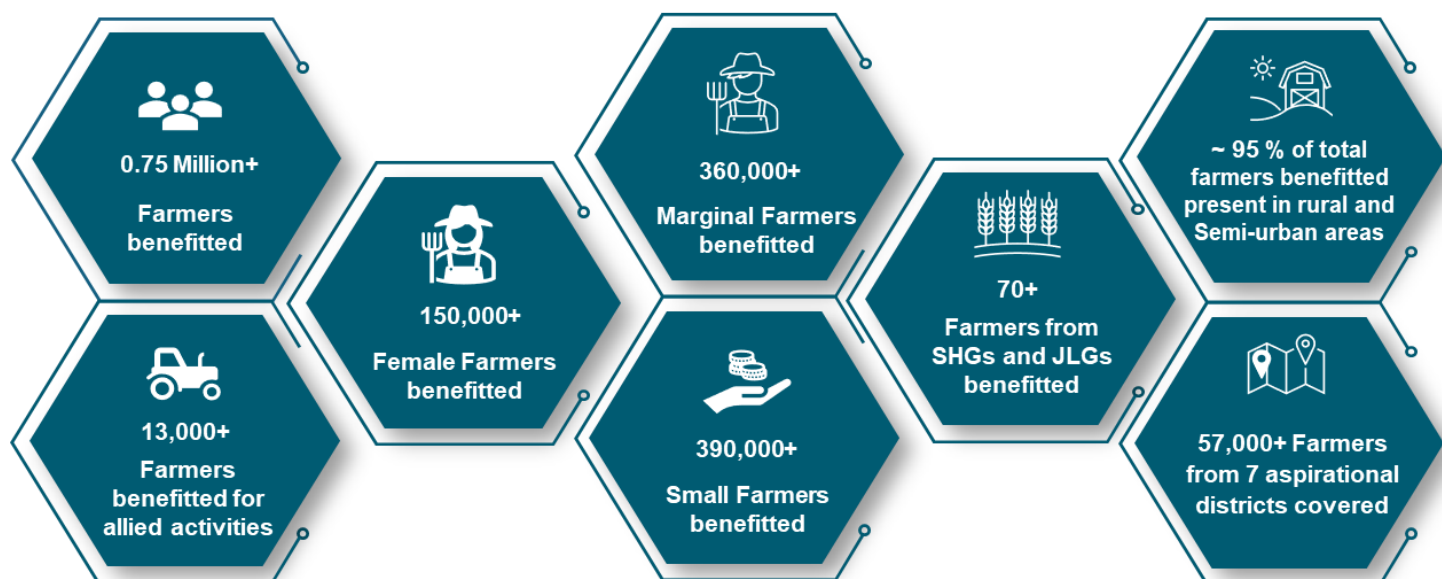 0.75 Million+
Farmers
benefitted
13,000+
Farmers
benefitted for
allied activities
150,000+
Female Farmers
benefitted
360,000+
Marginal Farmers
benefitted
390,000+
Small Farmers
benefitted
70+
Farmers from
SHGs and JLGs
benefitted
~ 95 % of total
farmers benefitted
present in rural and
Semi-urban areas
57,000+ Farmers
from 7 aspirational
districts covered